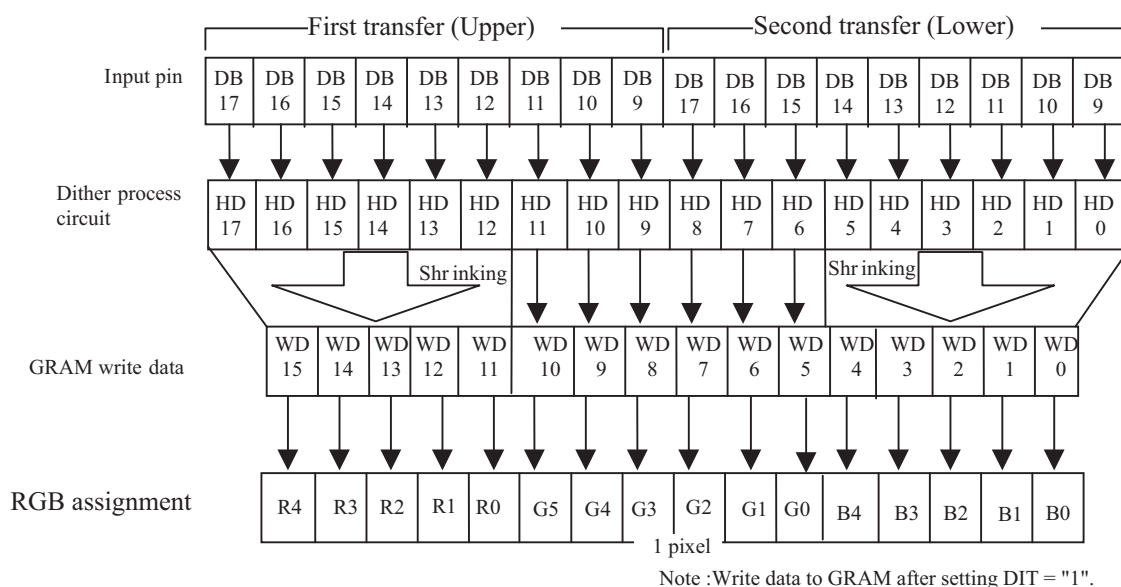 First transfer (Upper) Second transfer (Lower)
Input pin
DB DB DB DB DB DB DB DB DB DB DB DB DB DB DB DB DB DB
17 16 15 14 13 12 11 10 9 17 16 15 14 13 12 11 10 9
Dither process
circuit
HD HD HD HD HD HD HD HD HD HD HD HD HD HD HD HD HD HD
17 16 15 14 13 12 11 10 9 8 7 6 5 4 3 2 1 0
Shr inking Shr inking
GRAM write data
WD WD WD WD WD WD WD WD WD WD WD WD WD WD WD WD
15 14 13 12 11 10 9 8 7 6 5 4 3 2 1 0
RGB assignment
R4 R3 R2 R1 R0 G5 G4 G3 G2 G1 G0 B4 B3 B2 B1 B0
1 pixel
Note :Write data to GRAM after setting DIT = "1".